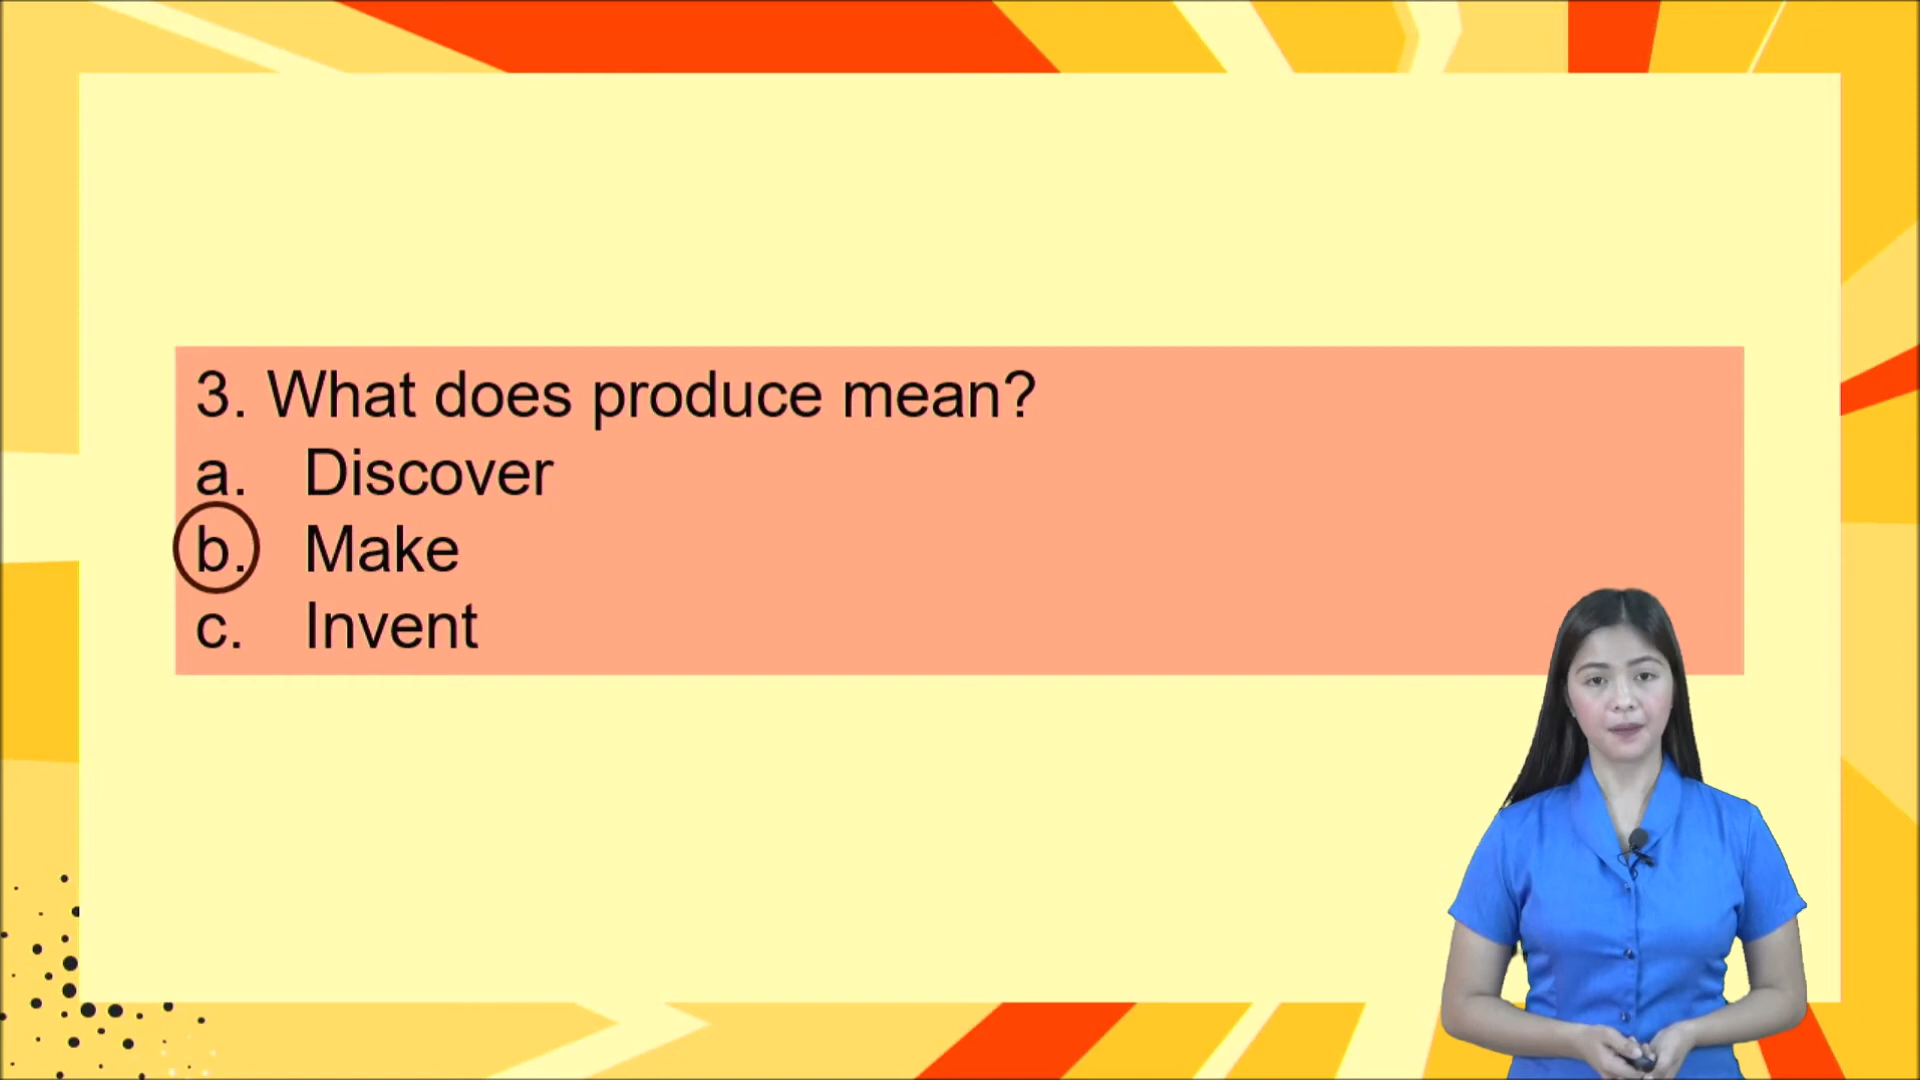 3. What does produce mean?
a. Discover
b. Make
c. Invent